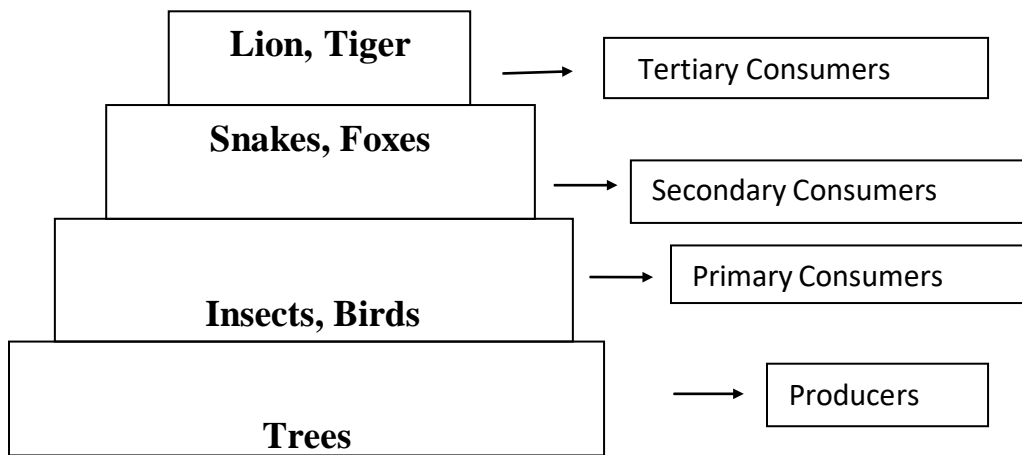 Lion, Tiger
Tertiary Consumers
Snakes, Foxes
Secondary Consumers
Insects, Birds
Primary Consumers
Trees
Producers